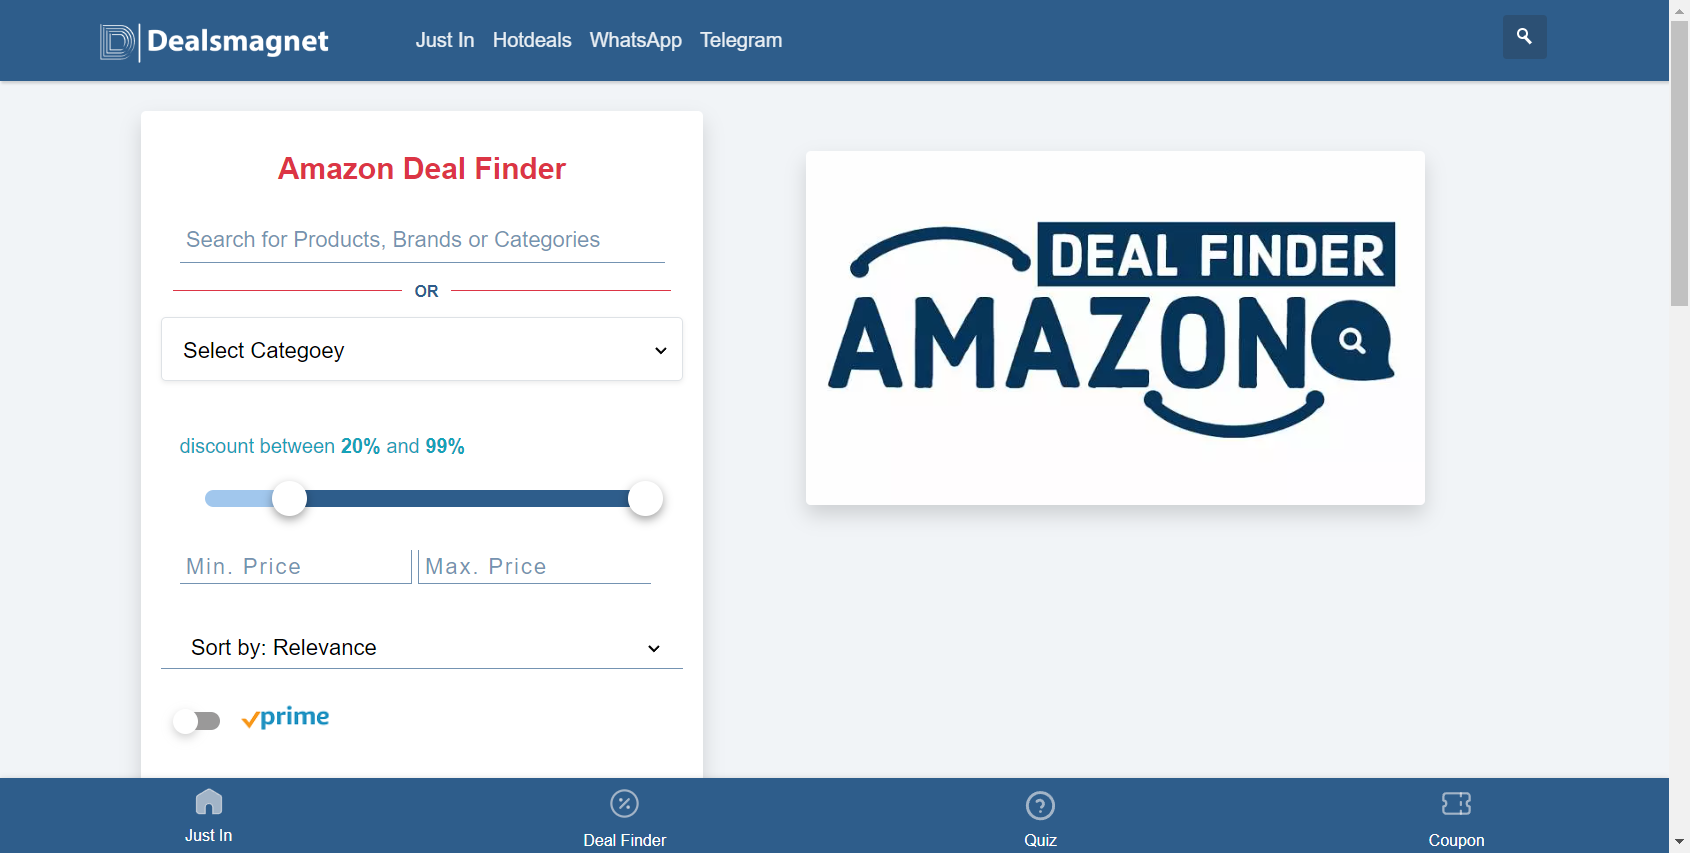 Dealsmagnet
Just In Hotdeals WhatsApp Telegram
Amazon Deal Finder
Search for Products, Brands or Categories
OR
Select Categoey
discount between 20% and 99%
Min. Price Max. Price
Sort by: Relevance
prime
DEAL FINDER
AMAZON
Just In Deal Finder Quiz Coupon